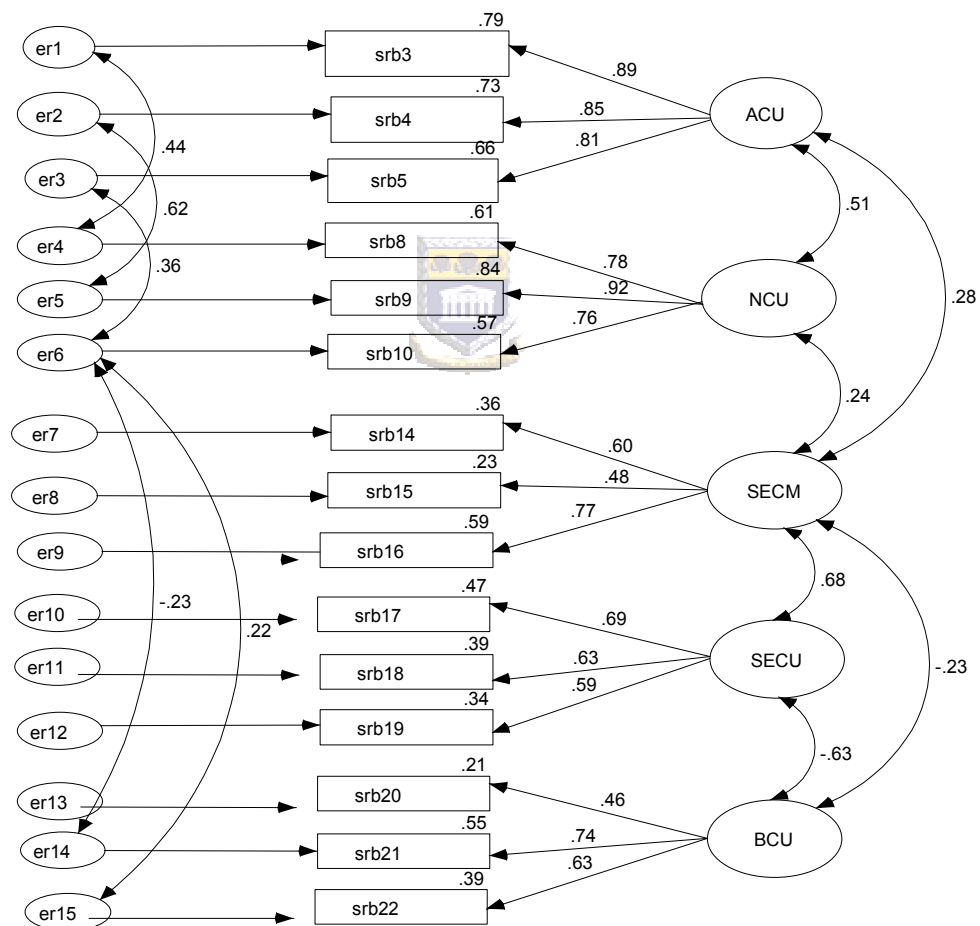 .79
er1
srb3
.89
.73
er2
srb4
.85
ACU
.44
.66
.81
er3
srb5
.62
.51
.61
er4
srb8
.36
.78
.84
er5
srb9
.92
NCU
.28
.57
er6
srb10
.76
.24
.36
er7
srb14
.60
.23
er8
srb15
.48
SECM
.59
.77
er9
srb16
.68
-.23
.47
er10
srb17
.69
.22
.39
er11
srb18
.63
SECU
-.23
.34
.59
er12
srb19
-.63
.21
er13
srb20
.46
.55
er14
srb21
.74
BCU
.39
.63
er15
srb22